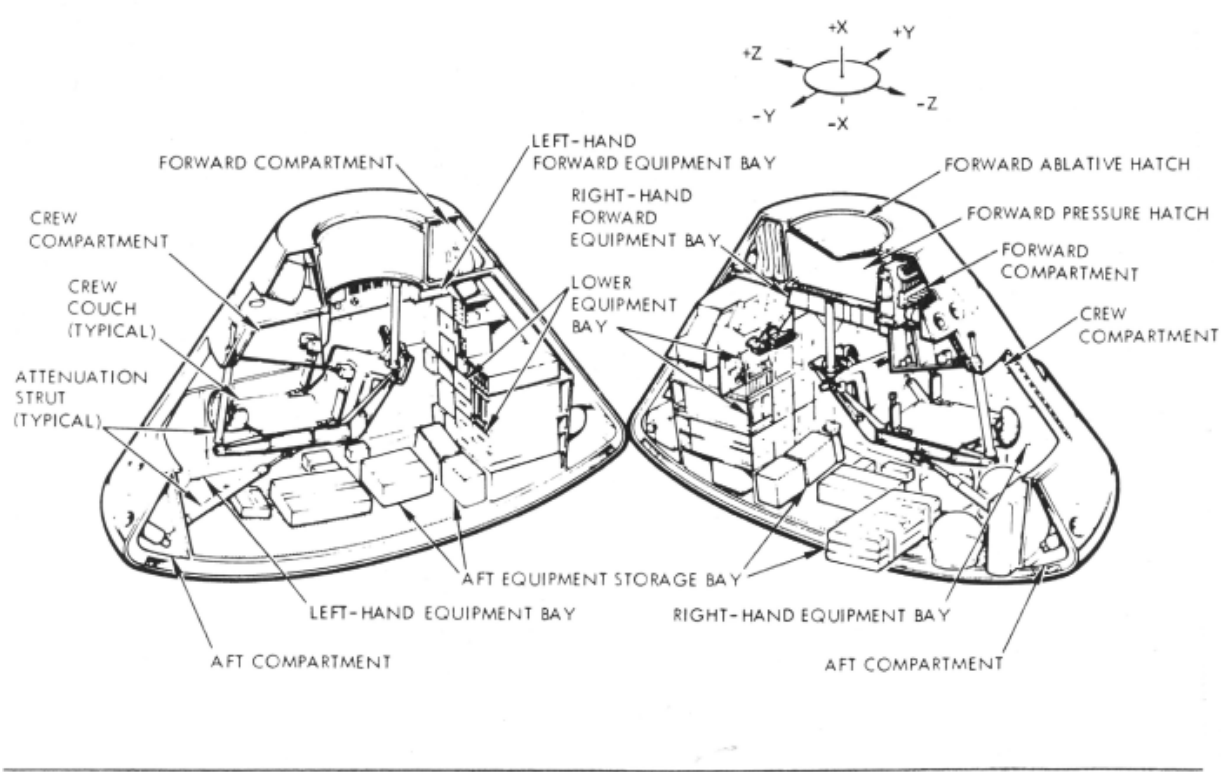 +X
+Y
+Z
-Z
-Y
-X
LEFT-HAND
FORWARD EQUIPMENT BAY
FORWARD COMPARTMENT
CREW
COMPARTMENT
CREW
COUCH
(TYPICAL)
ATTENUATION
STRUT
(TYPICAL)
RIGHT-HAND
FORWARD
EQUIPMENT BAY
LOWER
EQUIPMENT
BAY
FORWARD ABLATIVE HATCH
FORWARD PRESSURE HATCH
FORWARD
COMPARTMENT
CREW
COMPARTMENT
AFT EQUIPMENT STORAGE BAY
LEFT-HAND EQUIPMENT BAY
RIGHT-HAND EQUIPMENT BAY
AFT COMPARTMENT
AFT COMPARTMENT